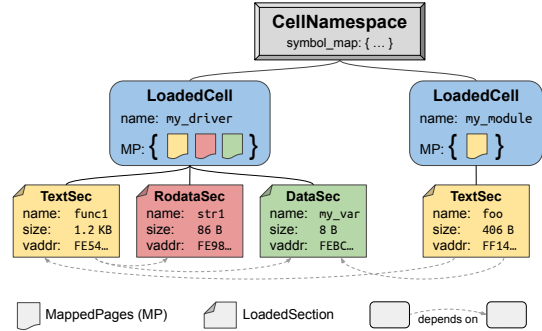 CellNamespace
symbol_map: { … }
LoadedCell
name: my_driver
MP: { }
LoadedCell
name: my_module
MP: { }
TextSec
name: func1
size: 1.2 KB
vaddr: FE54…
RodataSec
name: str1
size: 86 B
vaddr: FE98…
DataSec
name: my_var
size: 8 B
vaddr: FEBC…
TextSec
name: foo
size: 406 B
vaddr: FF14…
MappedPages (MP)
LoadedSection
depends on